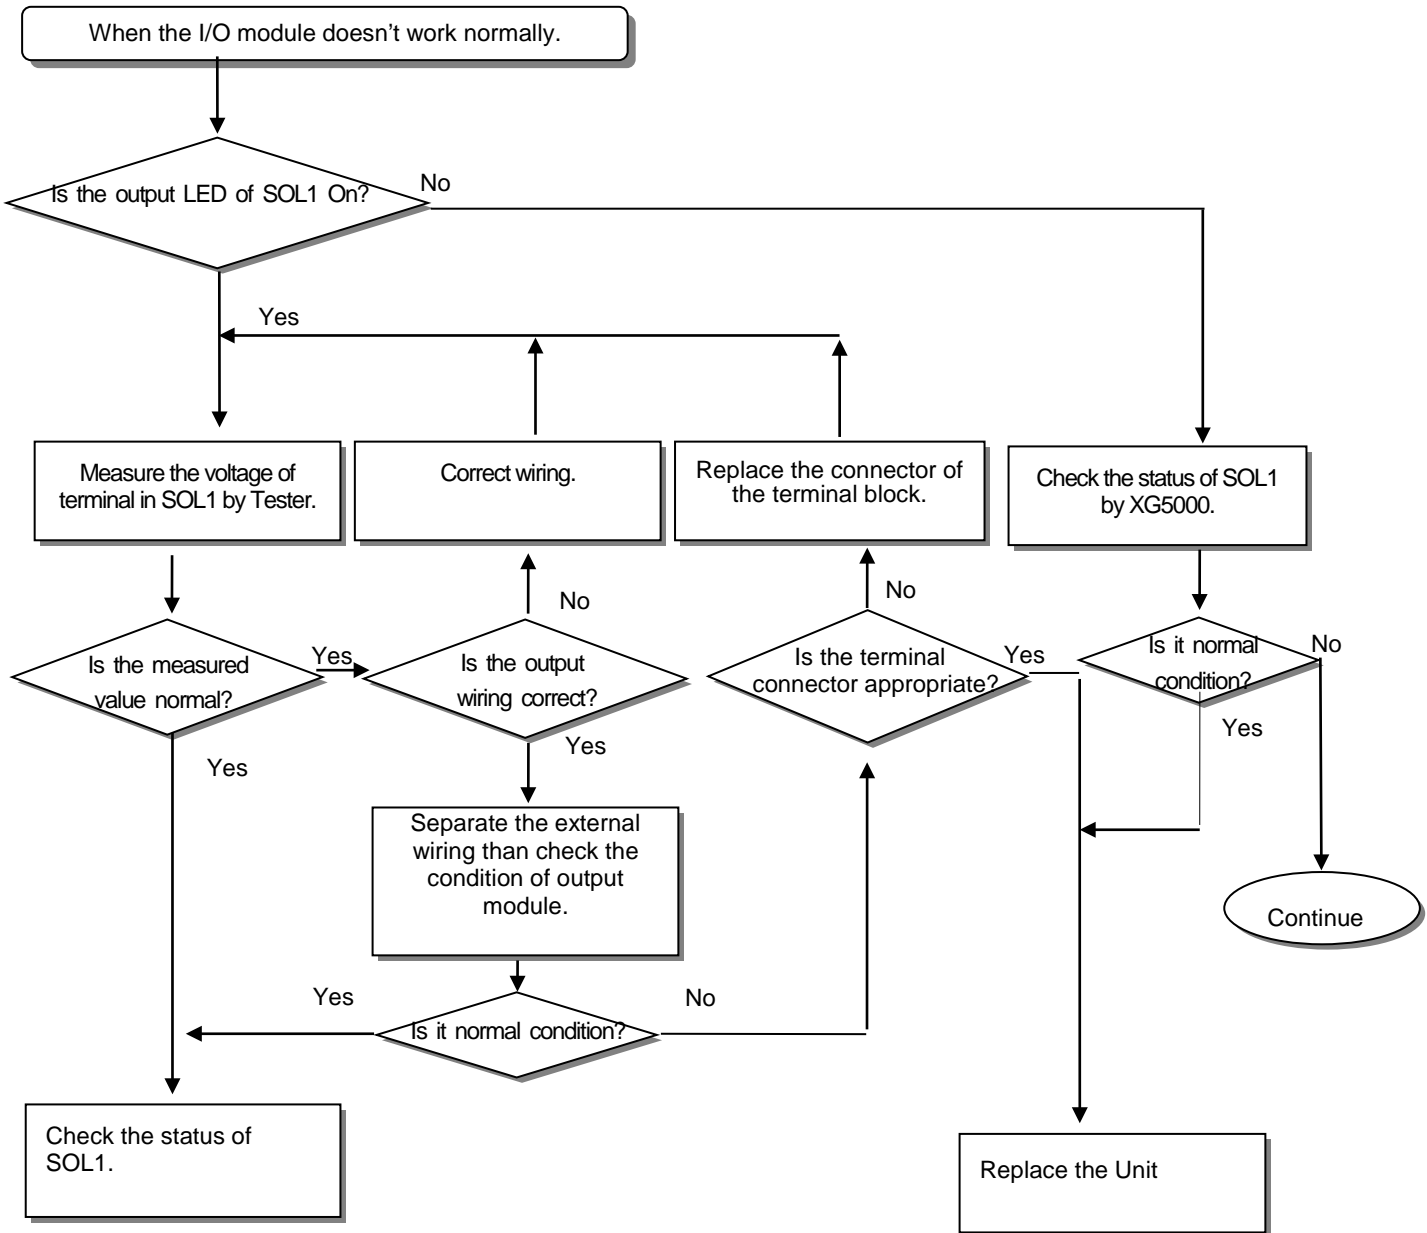 When the I/O module doesn’t work normally.
Is the output LED of SOL1 On?
No
Yes
Measure the voltage of
terminal in SOL1 by Tester.
Correct wiring.
Replace the connector of
the terminal block.
Check the status of SOL1
by XG5000.
No
No
Is the measured
value normal?
Yes
Is the output
wiring correct?
Is the terminal
connector appropriate?
Yes
Is it normal
condition?
No
Yes
Yes
Yes
Separate the external
wiring than check the
condition of output
module.
Continue
Yes
No
Is it normal condition?
Check the status of
SOL1.
Replace the Unit